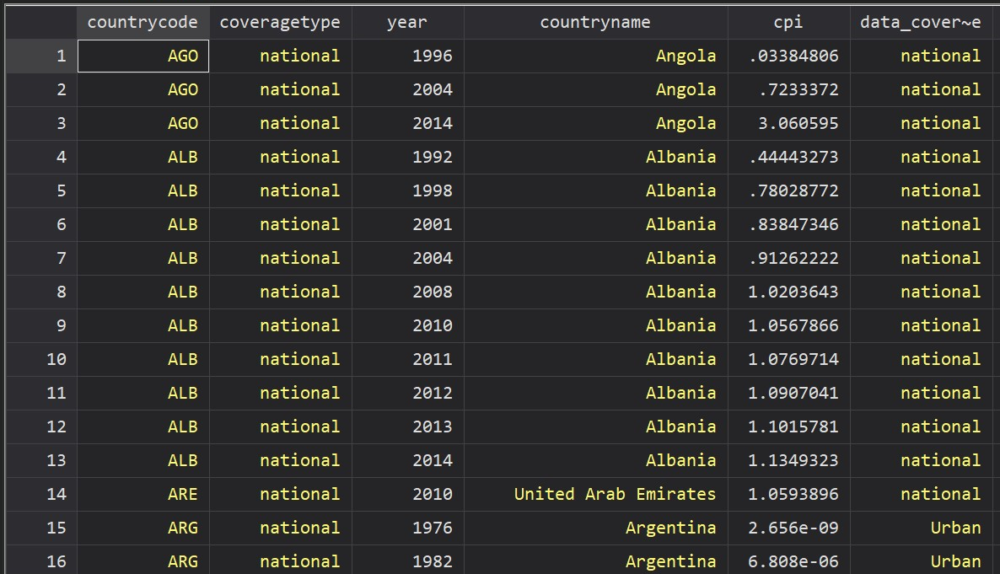 countrycode coveragetype year countryname cpi data_cover~e
1 AGO national 1996 Angola .03384806 national
2 AGO national 2004 Angola .7233372 national
3 AGO national 2014 Angola 3.060595 national
4 ALB national 1992 Albania .44443273 national
5 ALB national 1998 Albania .78028772 national
6 ALB national 2001 Albania .83847346 national
7 ALB national 2004 Albania .91262222 national
8 ALB national 2008 Albania 1.0203643 national
9 ALB national 2010 Albania 1.0567866 national
10 ALB national 2011 Albania 1.0769714 national
11 ALB national 2012 Albania 1.0907041 national
12 ALB national 2013 Albania 1.1015781 national
13 ALB national 2014 Albania 1.1349323 national
14 ARE national 2010 United Arab Emirates 1.0593896 national
15 ARG national 1976 Argentina 2.656e-09 Urban
16 ARG national 1982 Argentina 6.808e-06 Urban